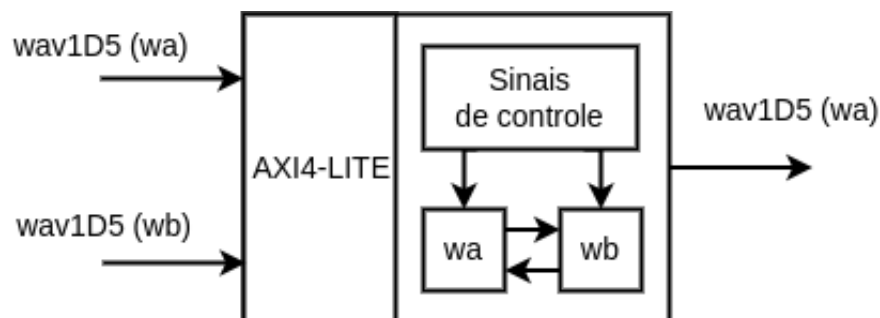 wav1D5 (wa)
wav1D5 (wb)
AXI4-LITE
Sinais
de controle
wa
wb
wav1D5 (wa)